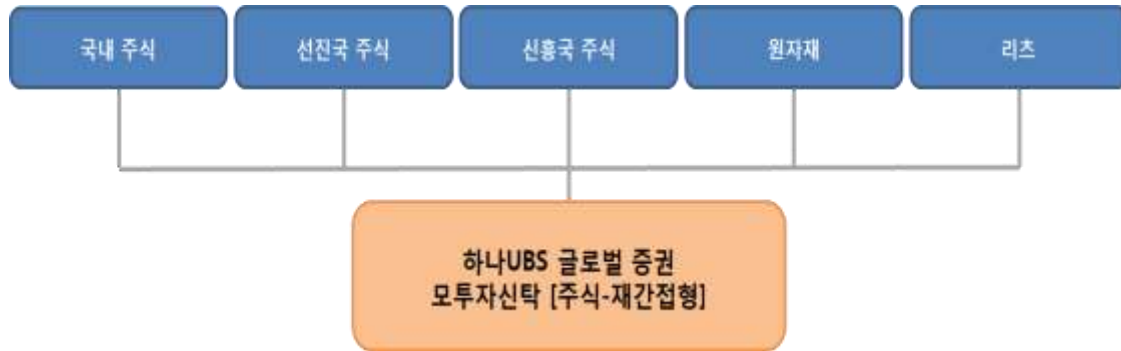 국내 주식
선진국 주식
신흥국 주식
원자재
리츠
하나UBS 글로벌 증권
모투자신탁 [주식-재간접형]